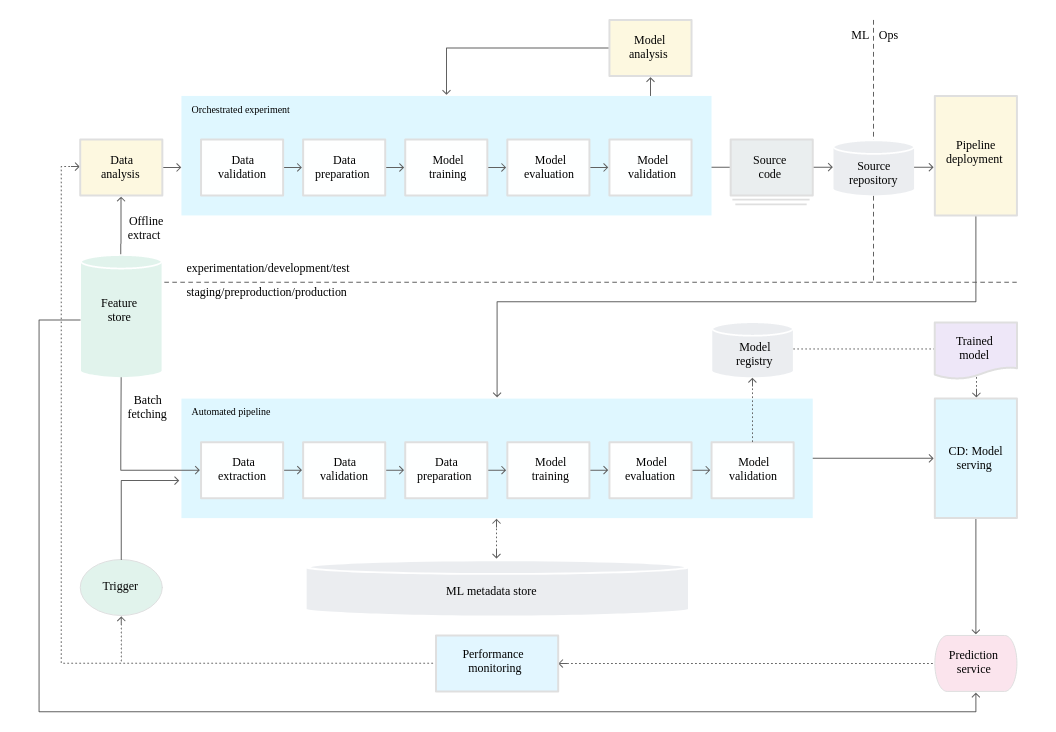 Model
analysis
ML
Ops
Orchestrated experiment
Data
analysis
Data
validation
Data
preparation
Model
training
Model
evaluation
Model
validation
Source
code
Source
repository
Pipeline
deployment
Offline
extract
Feature
store
experimentation/development/test
staging/preproduction/production
Model
registry
Trained
model
Batch
fetching
Automated pipeline
Data
extraction
Data
validation
Data
preparation
Model
training
Model
evaluation
Model
validation
CD: Model
serving
Trigger
ML metadata store
Performance
monitoring
Prediction
service